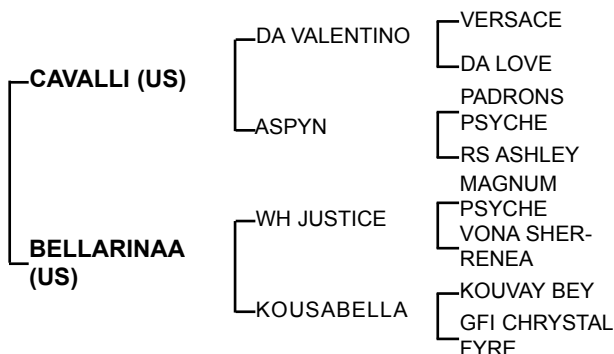 CAVALLI (US)
DA VALENTINO
VERSACE
DA LOVE
ASPYN
PADRONS
PSYCHE
RS ASHLEY
BELLARINAA
(US)
WH JUSTICE
MAGNUM
PSYCHE
VONA SHER-
RENEA
KOUSABELLA
KOUVAY BEY
GFI CHRYSTAL
FYRE